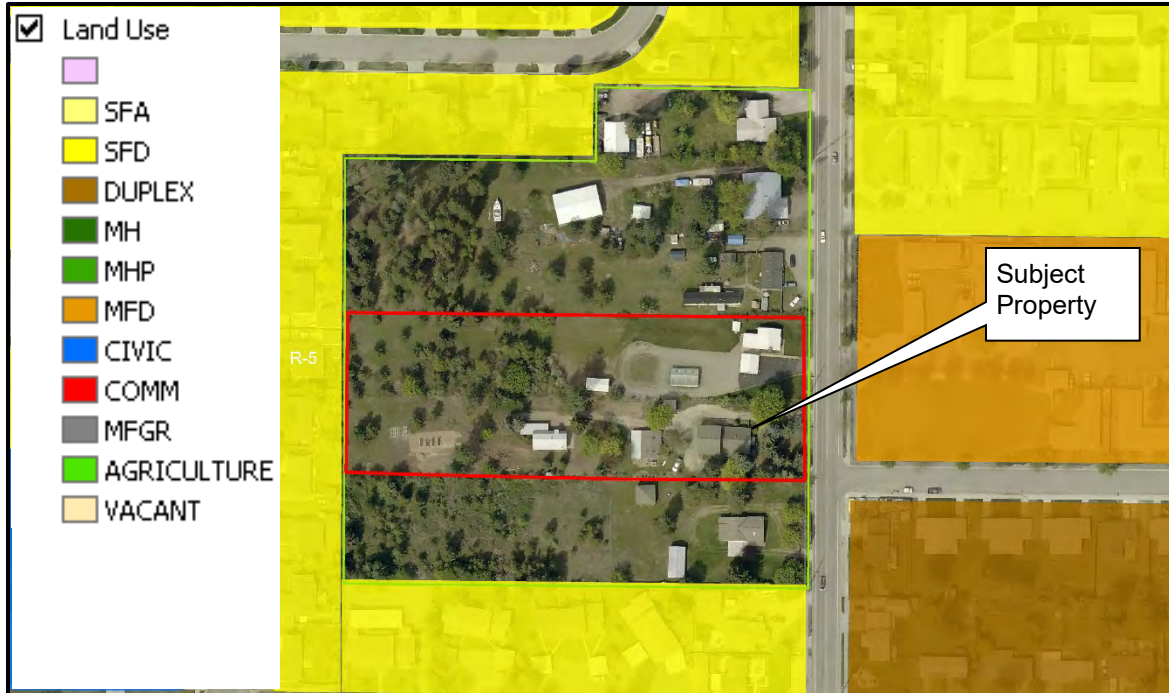 Land Use
SFA
SFD
DUPLEX
MH
MHP
MFD
CIVIC
COMM
MFGR
AGRICULTURE
VACANT
R-5
Subject
Property